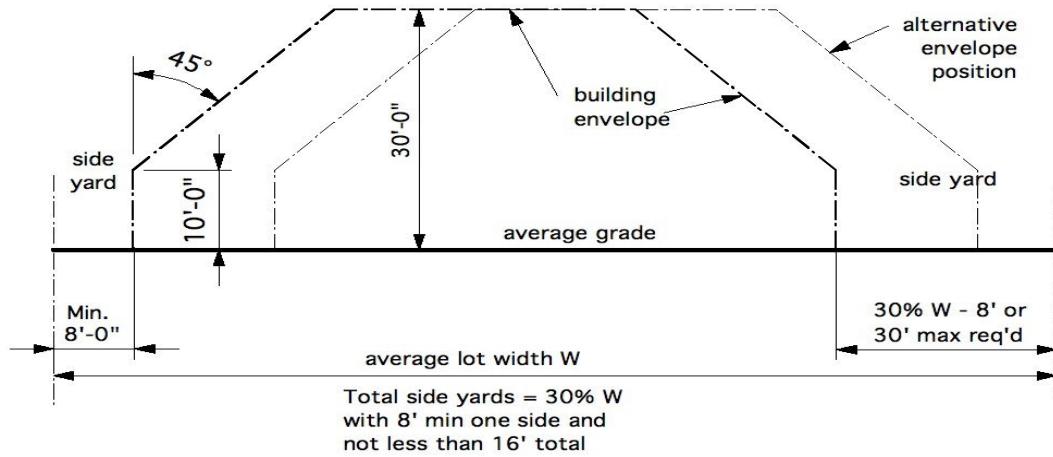 alternative
envelope
position
45°
building
envelope
30'-0"
side
yard
10'-0"
side yard
average grade
Min.
8'-0"
30% W - 8' or
30' max req'd
average lot width W
Total side yards = 30% W
with 8' min one side and
not less than 16' total